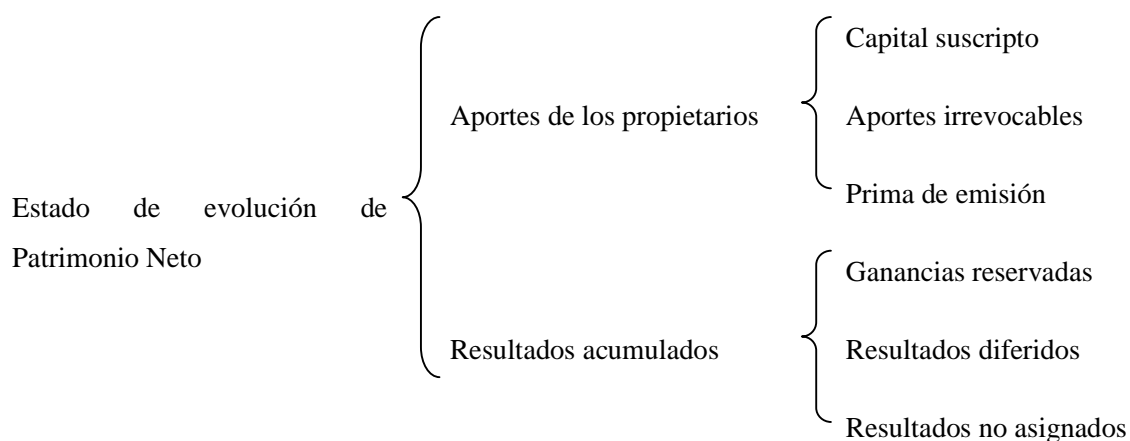 Estado de evolución de
Patrimonio Neto
Aportes de los propietarios
Capital suscripto
Aportes irrevocables
Prima de emisión
Resultados acumulados
Ganancias reservadas
Resultados diferidos
Resultados no asignados